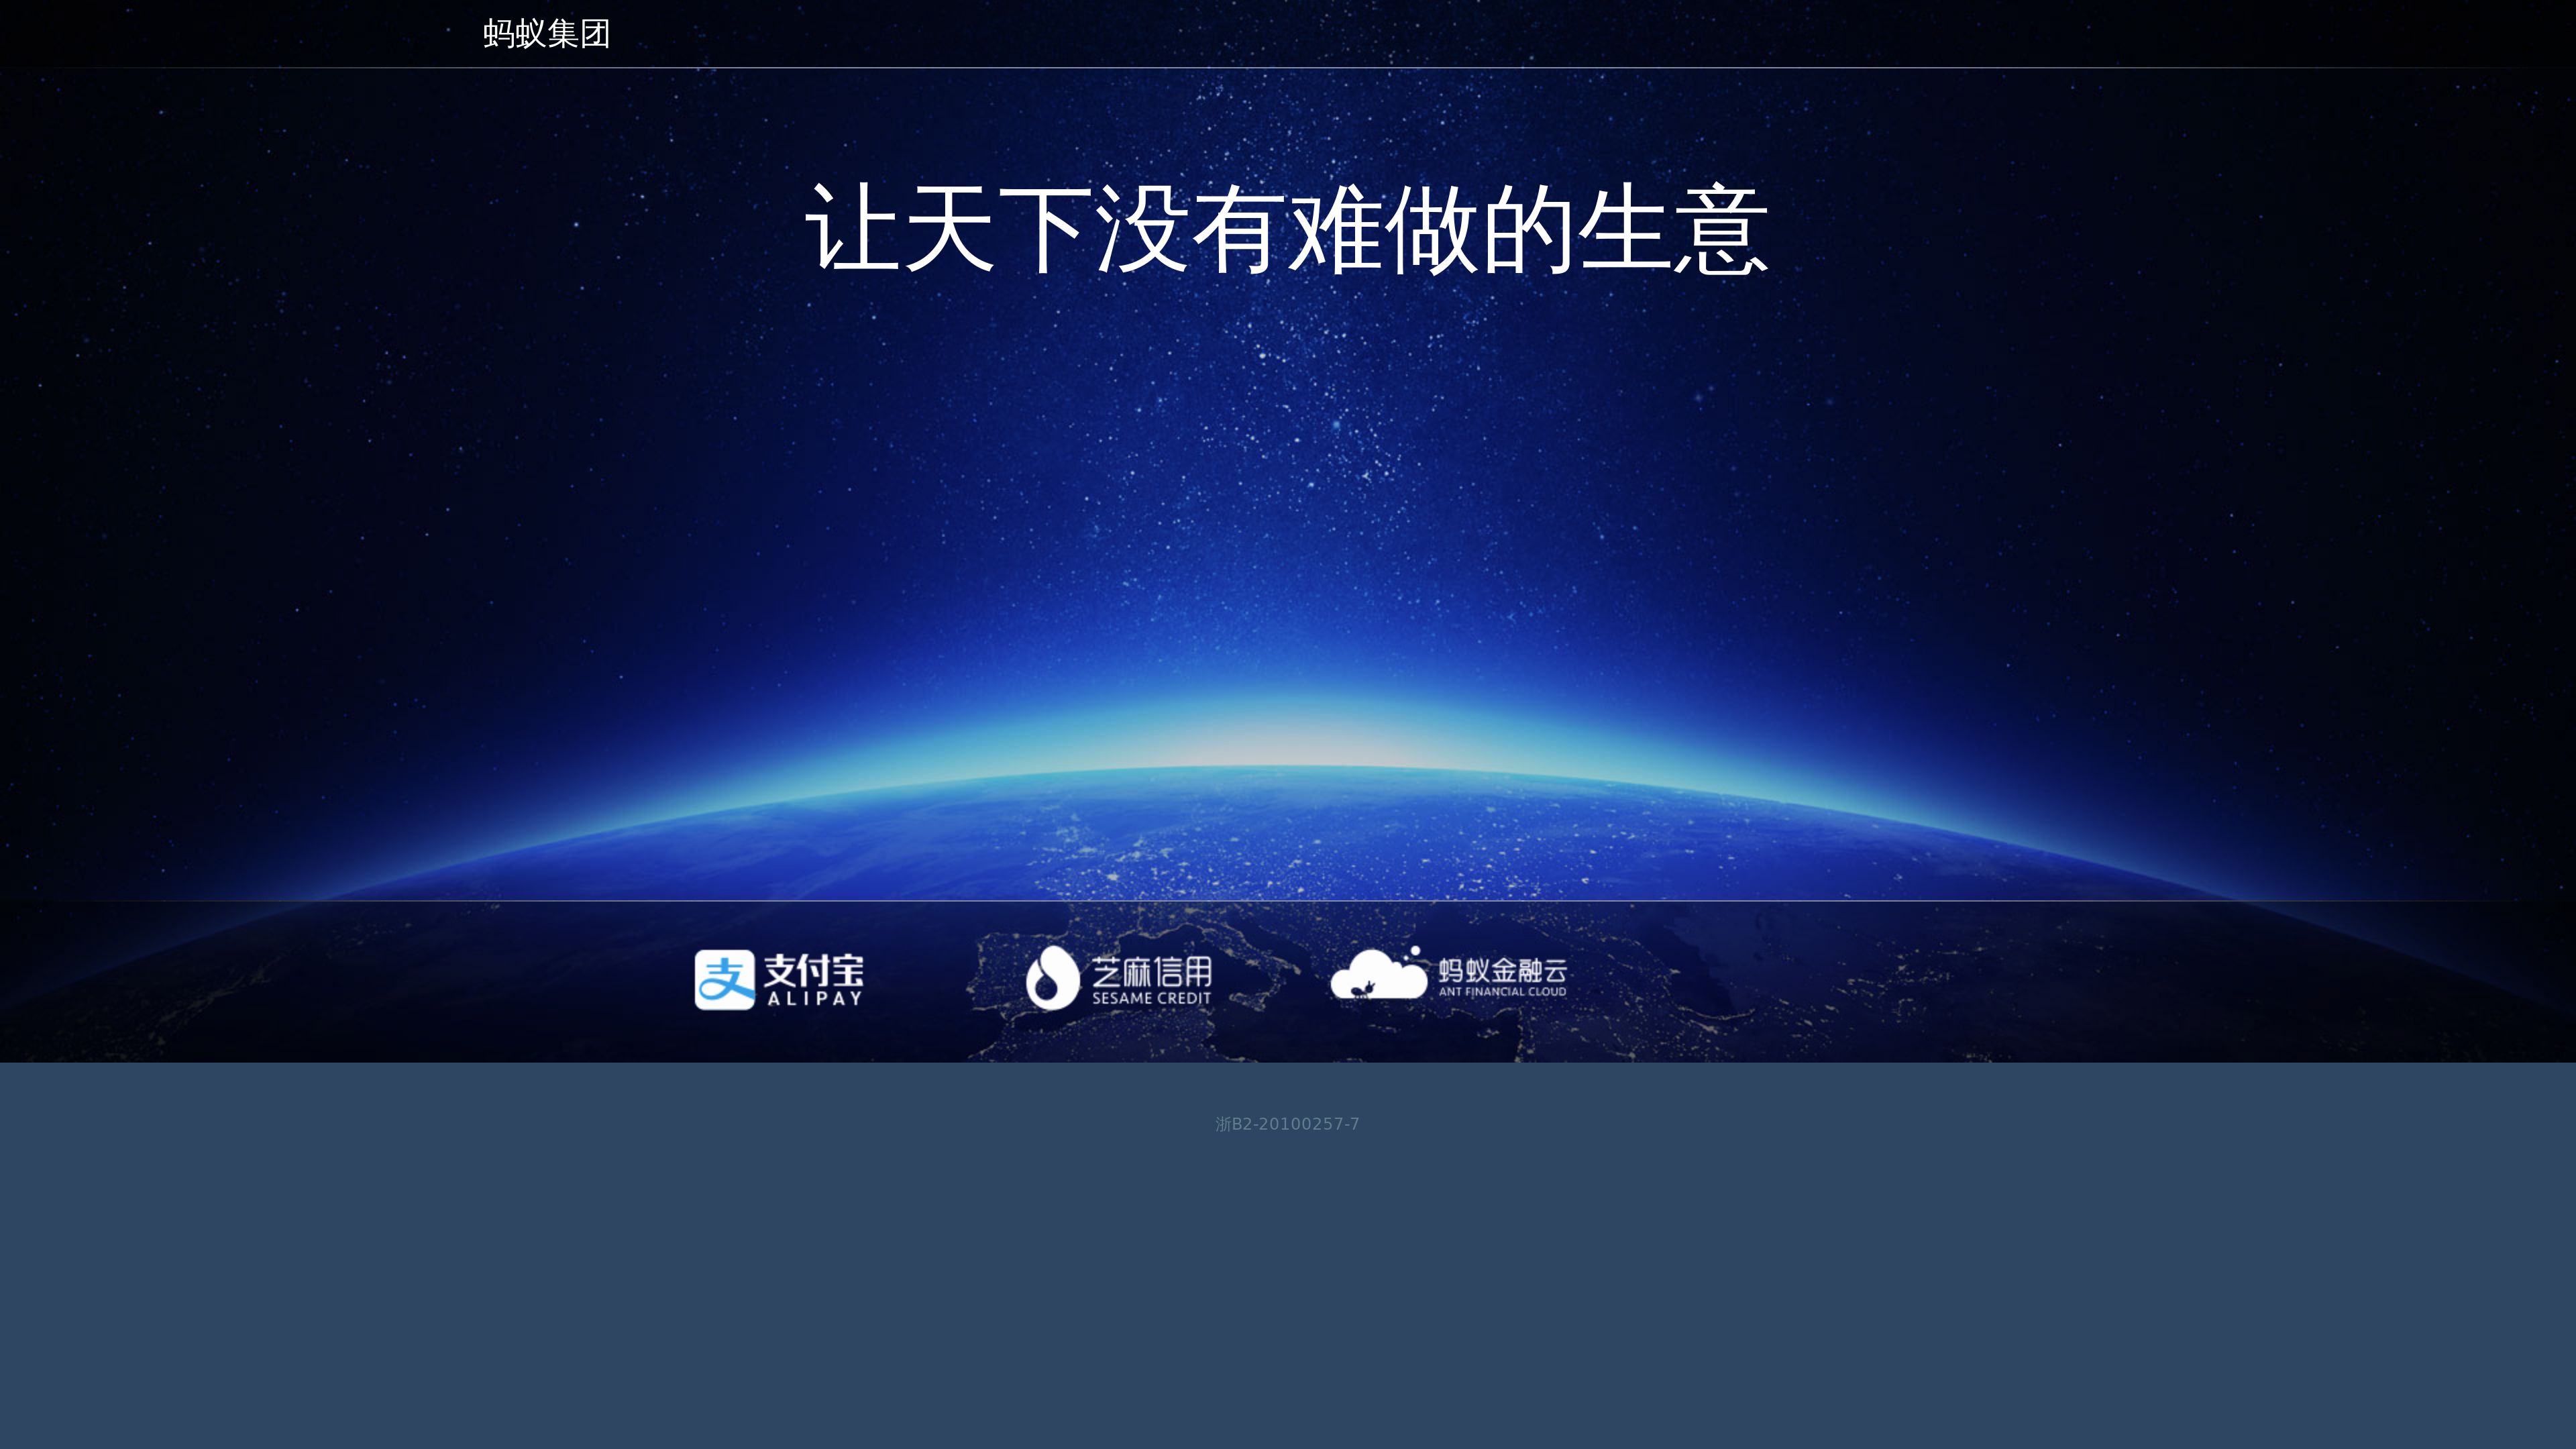 蚂蚁集团
让天下没有难做的生意
支付宝
ALIPAY
芝麻信用
SESAME CREDIT
蚂蚁金融云
ANT FINANCIAL CLOUD
浙B2-20100257-7